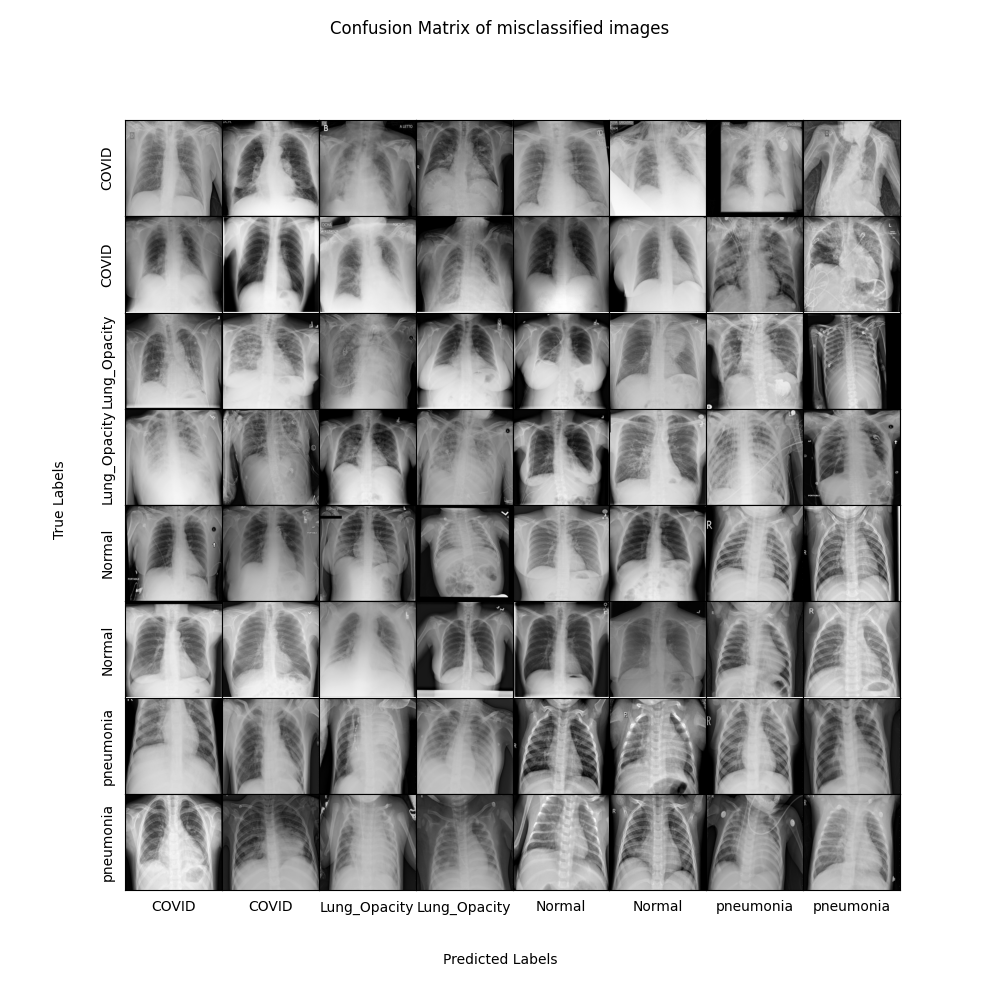 Confusion Matrix of misclassified images
True Labels
COVID
COVID
Lung_Opacity
Lung_Opacity
Normal
Normal
pneumonia
pneumonia
COVID COVID Lung_Opacity Lung_Opacity Normal Normal pneumonia pneumonia
Predicted Labels
R
R